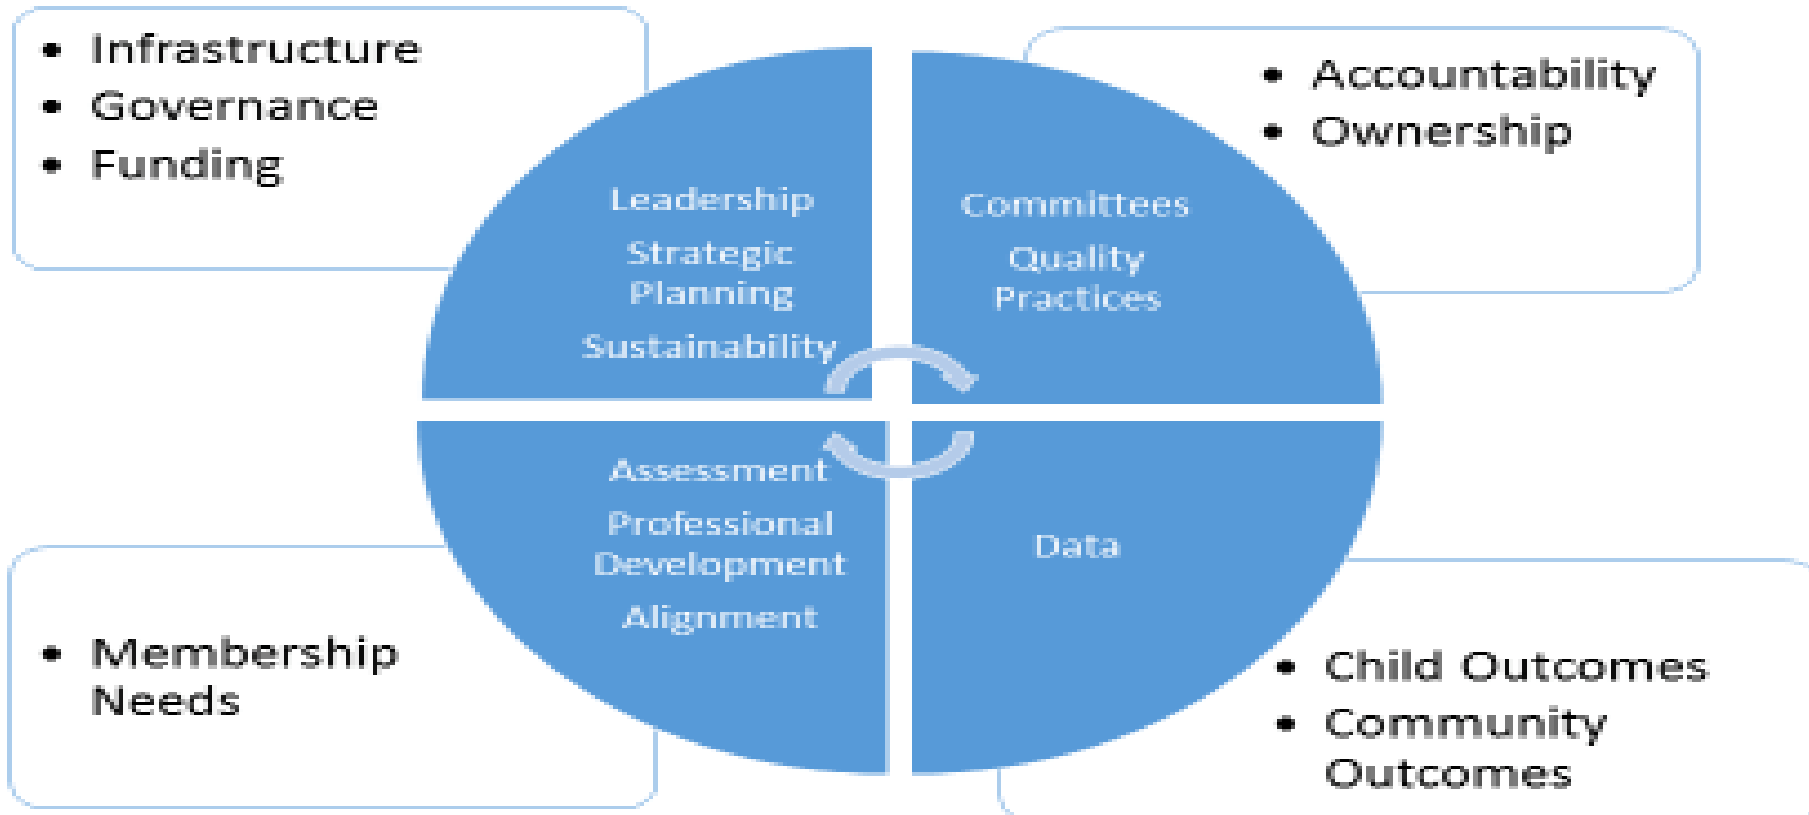 • Infrastructure
• Governance
• Funding
Leadership
Strategic
Planning
Sustainability
• Accountability
• Ownership
Committees
Quality
Practices
Assessment
Professional
Development
Alignment
• Membership
Needs
Data
• Child Outcomes
• Community
Outcomes